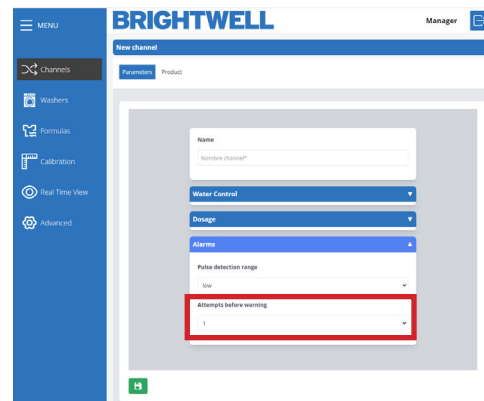 MENU
BRIGHTWELL
Manager
New channel
Channels
Parameters Product
Washers
Formulas
Calibration
Real Time View
Advanced
Name
Nombre channel*
Water Control
Dosage
Alarms
Pulse detection range
low
Attempts before warning
1